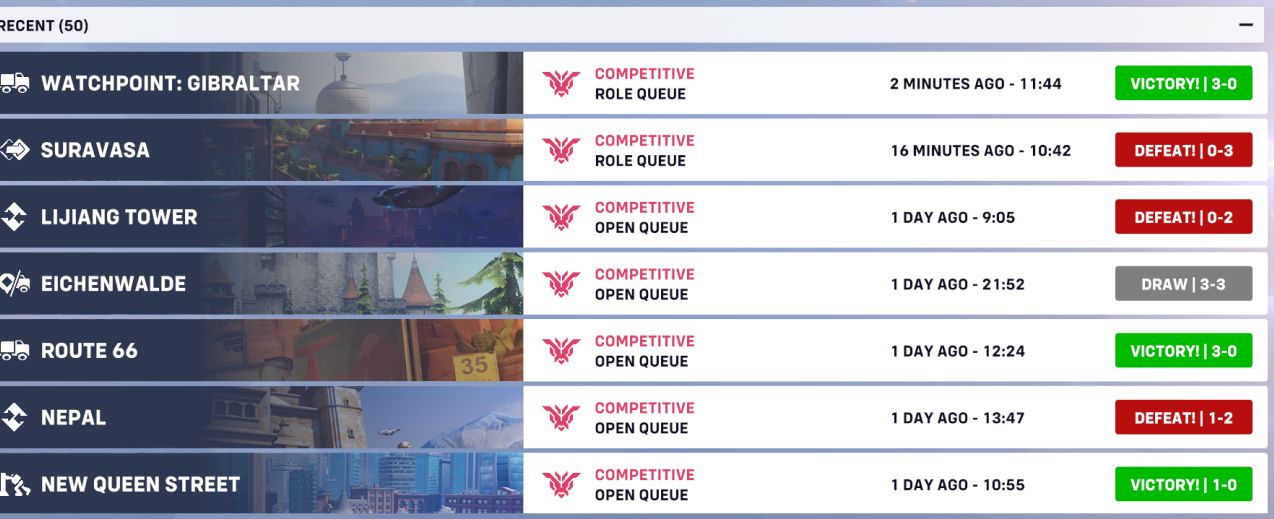 RECENT (50)
WATCHPOINT: GIBRALTAR
COMPETITIVE
ROLE QUEUE
2 MINUTES AGO - 11:44
VICTORY! | 3-0
SURAVASA
COMPETITIVE
ROLE QUEUE
16 MINUTES AGO - 10:42
DEFEAT! | 0-3
LIJIANG TOWER
COMPETITIVE
OPEN QUEUE
1 DAY AGO - 9:05
DEFEAT! | 0-2
EICHENWALDE
COMPETITIVE
OPEN QUEUE
1 DAY AGO - 21:52
DRAW | 3-3
ROUTE 66
35
COMPETITIVE
OPEN QUEUE
1 DAY AGO - 12:24
VICTORY! | 3-0
NEPAL
COMPETITIVE
OPEN QUEUE
1 DAY AGO - 13:47
DEFEAT! | 1-2
NEW QUEEN STREET
COMPETITIVE
OPEN QUEUE
1 DAY AGO - 10:55
VICTORY! | 1-0